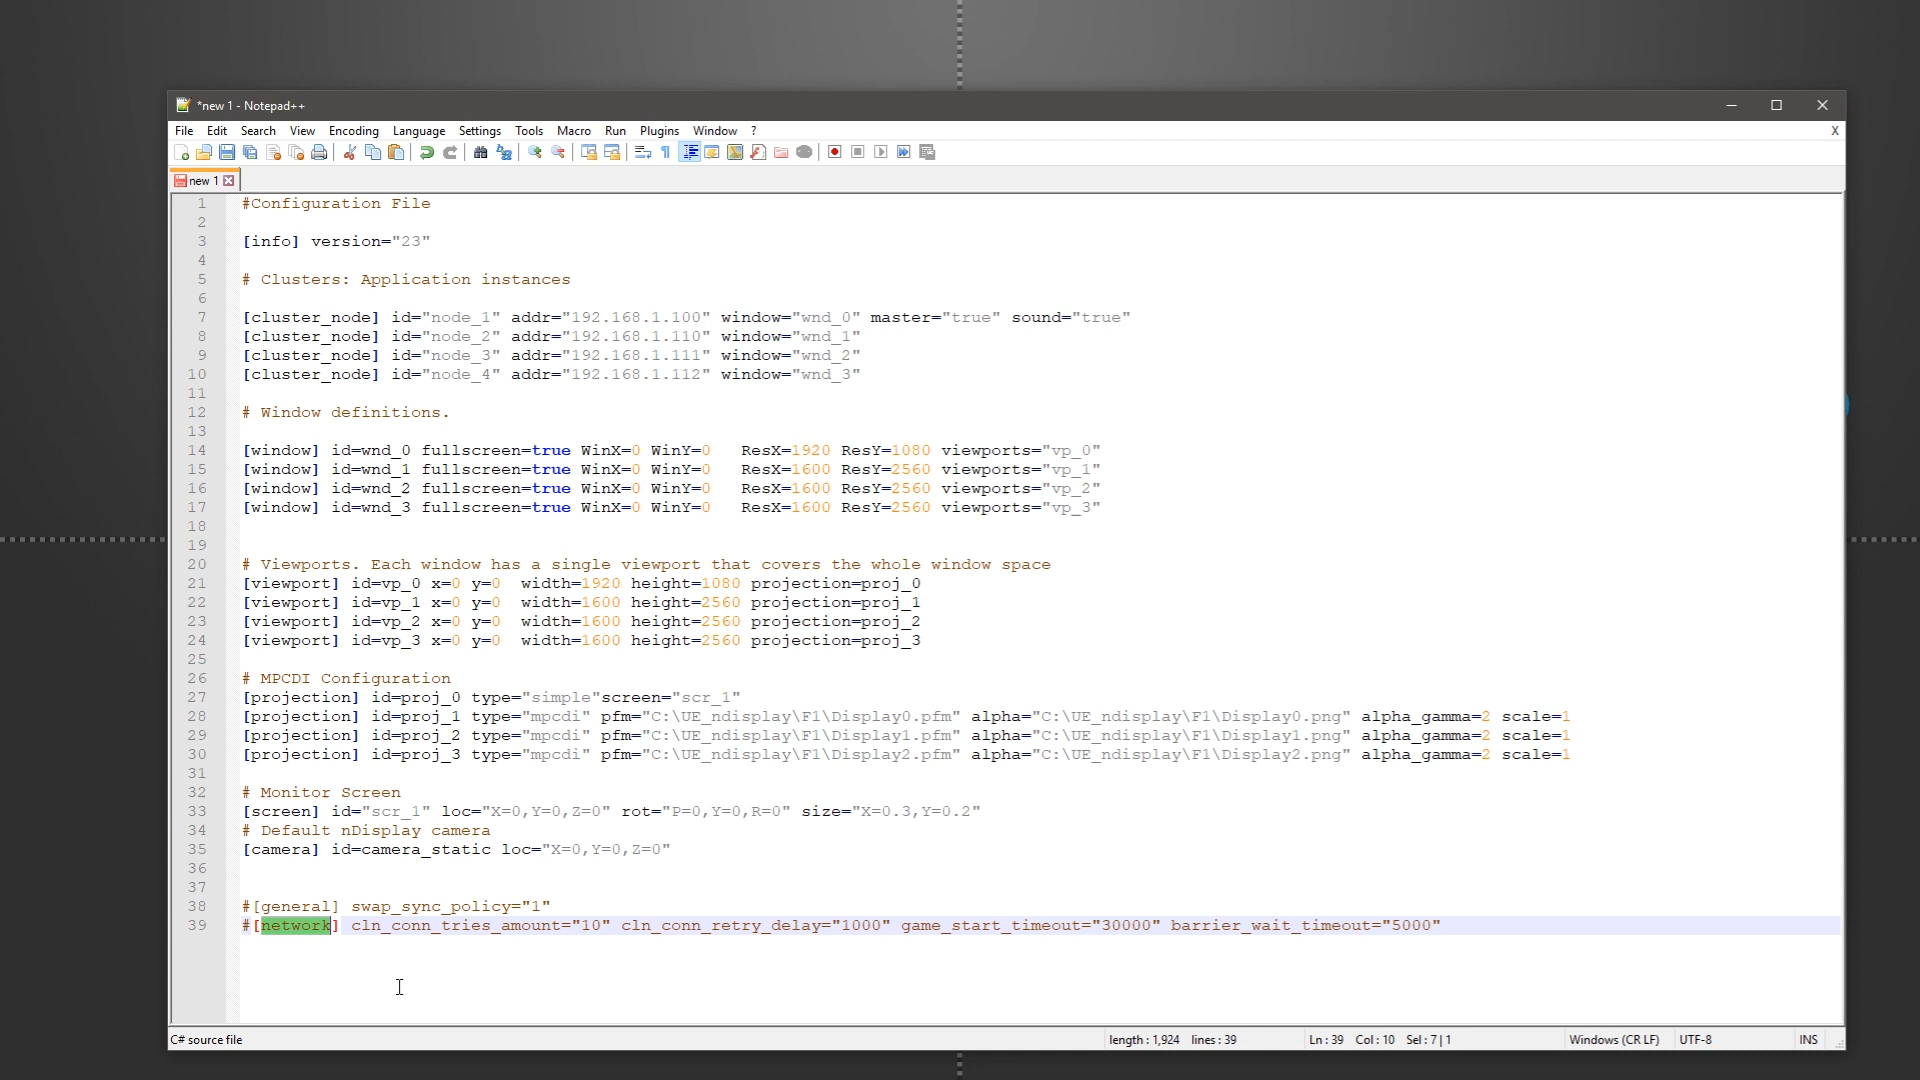 *new 1 - Notepad++
File Edit Search View Encoding Language Settings Tools Macro Run Plugins Window ? X
new 1
1 #Configuration File
2
3 [info] version="23"
4
5 # Clusters: Application instances
6
7 [cluster_node] id="node_1" addr="192.168.1.100" window="wnd_0" master="true" sound="true"
8 [cluster_node] id="node_2" addr="192.168.1.110" window="wnd_1"
9 [cluster_node] id="node_3" addr="192.168.1.111" window="wnd_2"
10 [cluster_node] id="node_4" addr="192.168.1.112" window="wnd_3"
11
12 # Window definitions.
13
14 [window] id=wnd_0 fullscreen=true WinX=0 WinY=0   ResX=1920 ResY=1080 viewports="vp_0"
15 [window] id=wnd_1 fullscreen=true WinX=0 WinY=0   ResX=1600 ResY=2560 viewports="vp_1"
16 [window] id=wnd_2 fullscreen=true WinX=0 WinY=0   ResX=1600 ResY=2560 viewports="vp_2"
17 [window] id=wnd_3 fullscreen=true WinX=0 WinY=0   ResX=1600 ResY=2560 viewports="vp_3"
18
19
20 # Viewports. Each window has a single viewport that covers the whole window space
21 [viewport] id=vp_0 x=0 y=0  width=1920 height=1080 projection=proj_0
22 [viewport] id=vp_1 x=0 y=0  width=1600 height=2560 projection=proj_1
23 [viewport] id=vp_2 x=0 y=0  width=1600 height=2560 projection=proj_2
24 [viewport] id=vp_3 x=0 y=0  width=1600 height=2560 projection=proj_3
25
26 # MPCDI Configuration
27 [projection] id=proj_0 type="simple"screen="scr_1"
28 [projection] id=proj_1 type="mpcdi" pfm="C:\UE_ndisplay\F1\Display0.pfm" alpha="C:\UE_ndisplay\F1\Display0.png" alpha_gamma=2 scale=1
29 [projection] id=proj_2 type="mpcdi" pfm="C:\UE_ndisplay\F1\Display1.pfm" alpha="C:\UE_ndisplay\F1\Display1.png" alpha_gamma=2 scale=1
30 [projection] id=proj_3 type="mpcdi" pfm="C:\UE_ndisplay\F1\Display2.pfm" alpha="C:\UE_ndisplay\F1\Display2.png" alpha_gamma=2 scale=1
31
32 # Monitor Screen
33 [screen] id="scr_1" loc="X=0,Y=0,Z=0" rot="P=0,Y=0,R=0" size="X=0.3,Y=0.2"
34 # Default nDisplay camera
35 [camera] id=camera_static loc="X=0,Y=0,Z=0"
36
37
38 #[general] swap_sync_policy="1"
39 #[network] cln_conn_tries_amount="10" cln_conn_retry_delay="1000" game_start_timeout="30000" barrier_wait_timeout="5000"
C# source file length : 1,924 lines : 39 Ln : 39 Col : 10 Sel : 7 | 1 Windows (CR LF) UTF-8 INS